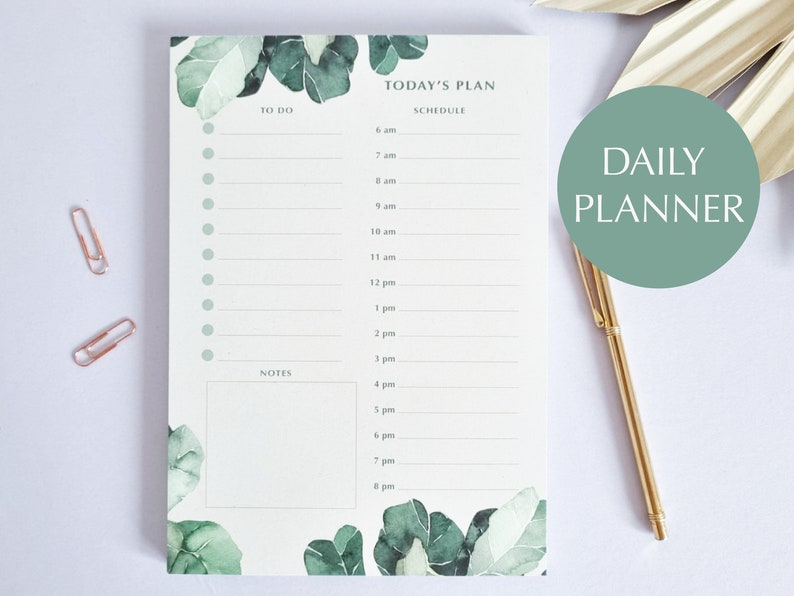 TODAY'S PLAN
TO DO
SCHEDULE
6 am
7 am
8 am
9 am
10 am
11 am
12 pm
1 pm
2 pm
3 pm
4 pm
5 pm
6 pm
7 pm
8 pm
NOTES
DAILY
PLANNER